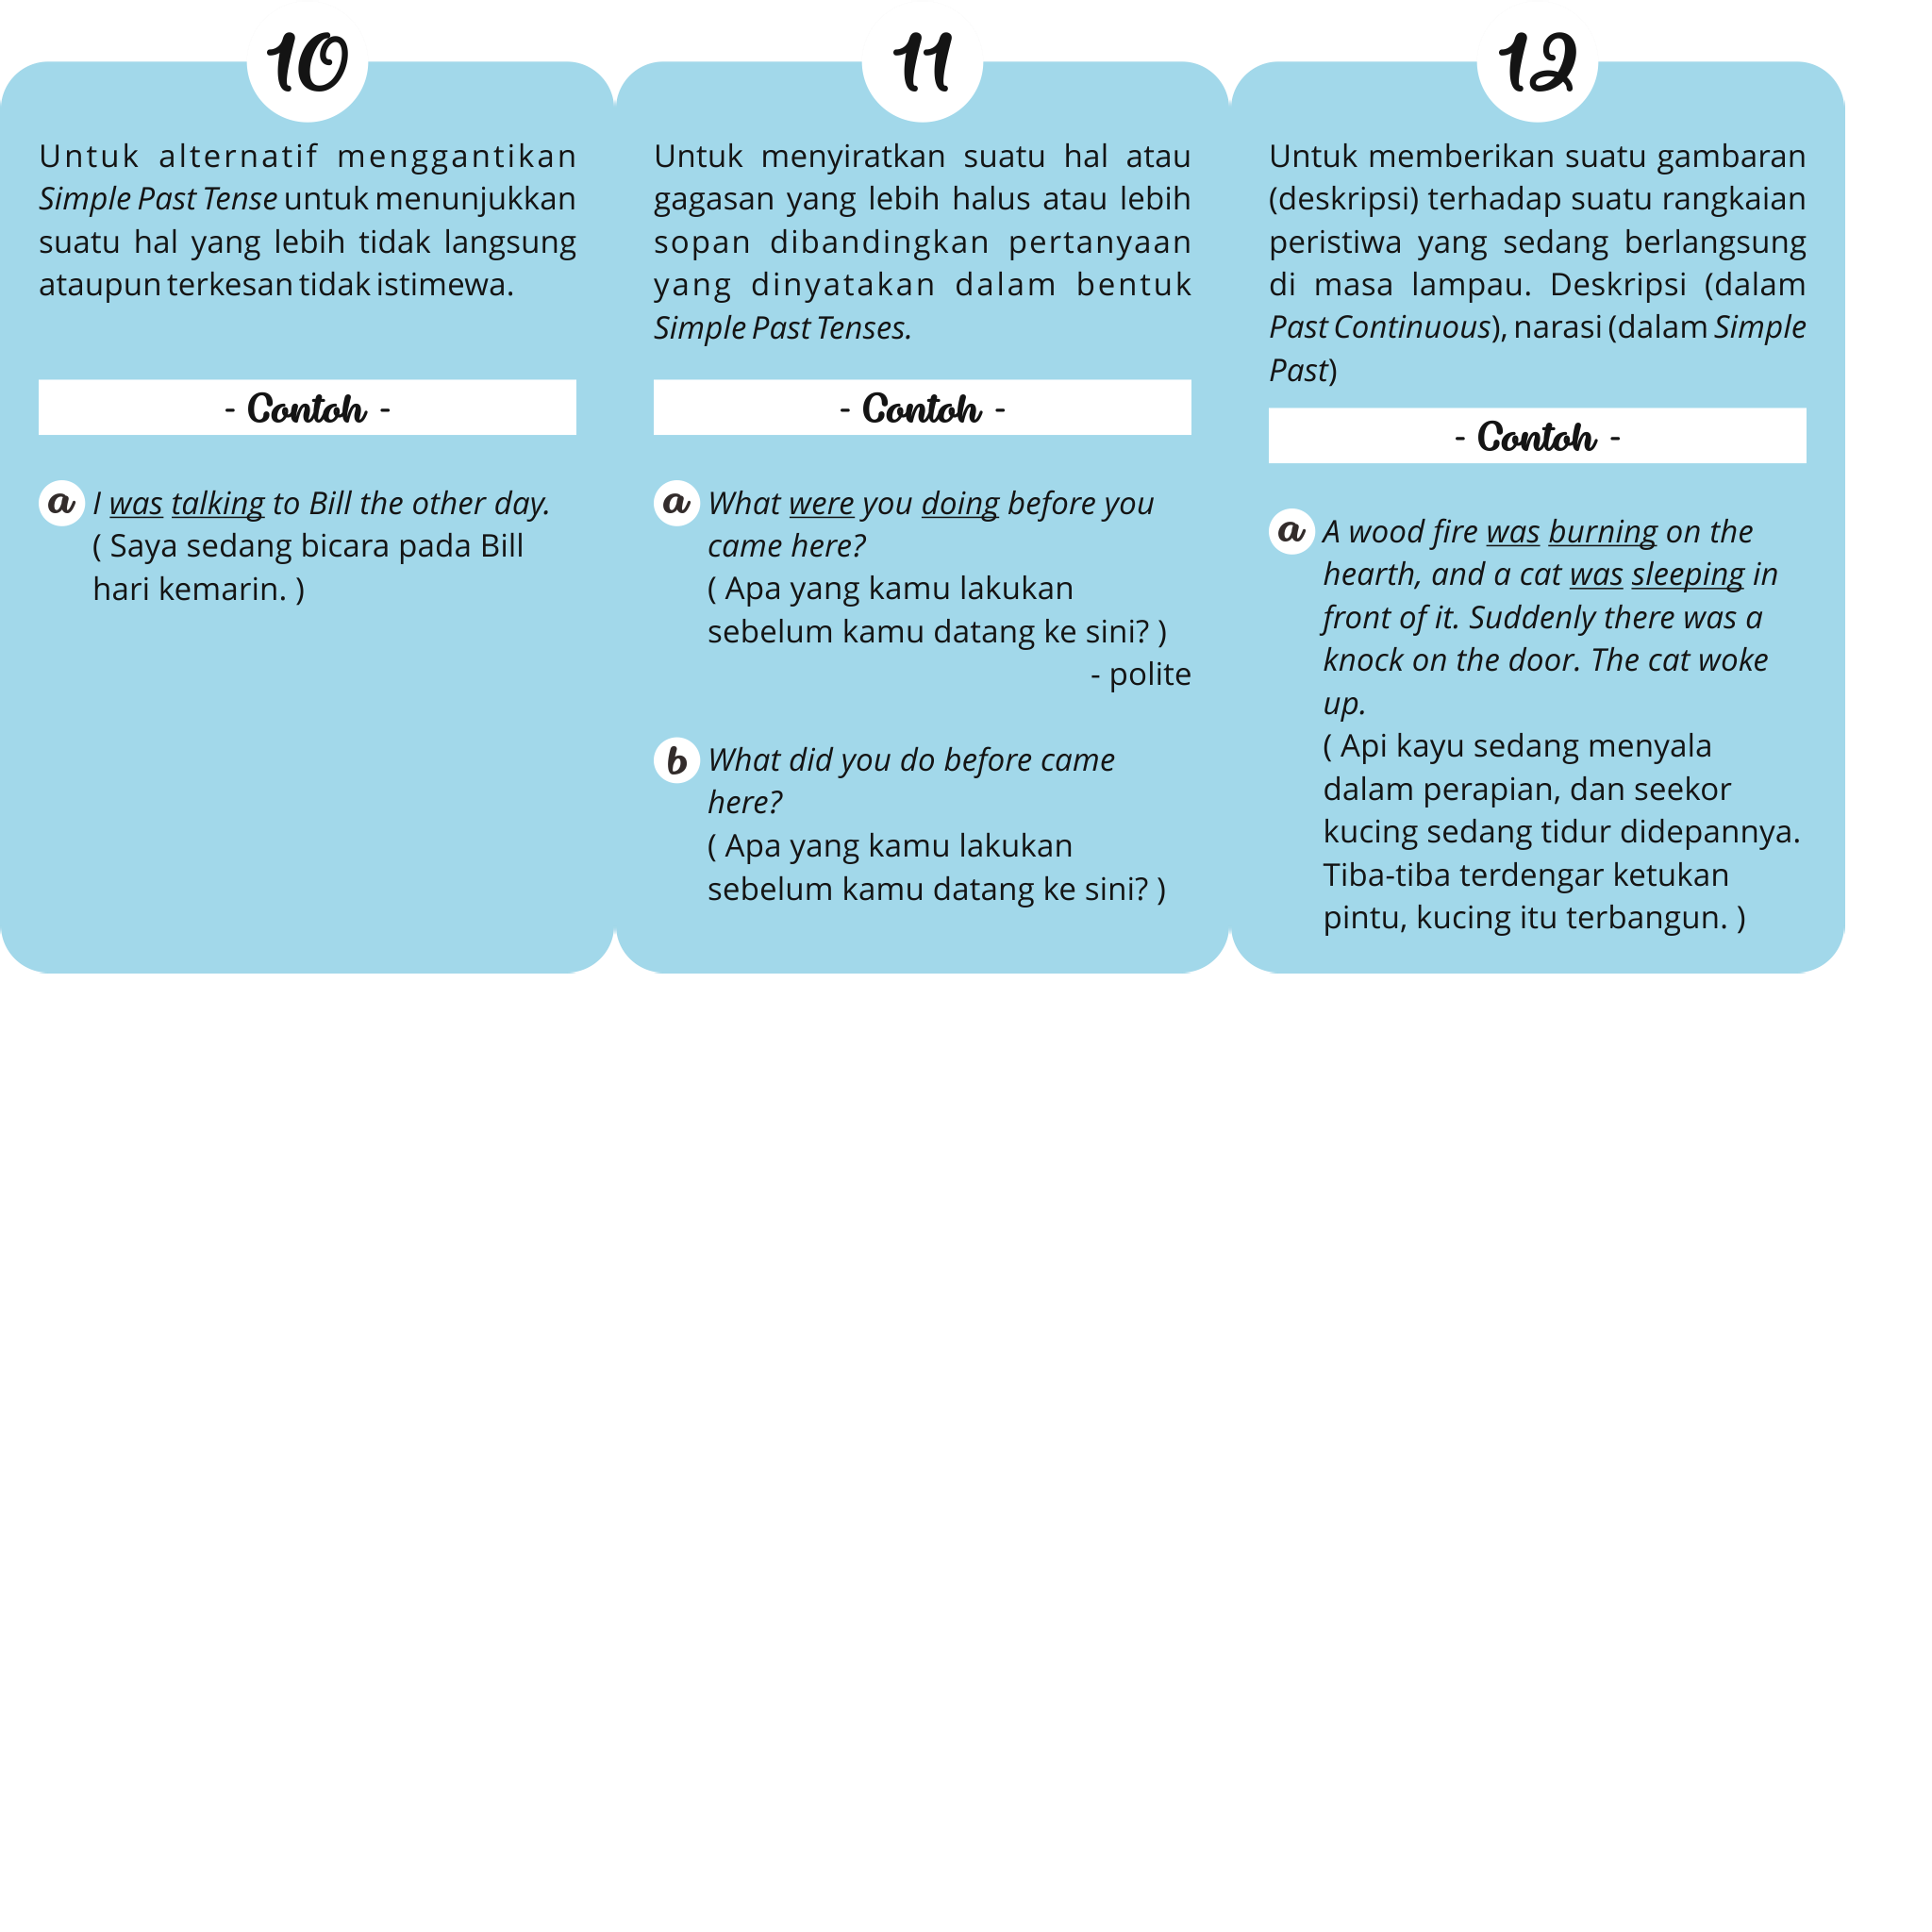 10
Untuk alternatif menggantikan
Simple Past Tense untuk menunjukkan
suatu hal yang lebih tidak langsung
ataupun terkesan tidak istimewa.
- Contoh -
a I was talking to Bill the other day.
( Saya sedang bicara pada Bill
hari kemarin. )
11
Untuk menyiratkan suatu hal atau
gagasan yang lebih halus atau lebih
sopan dibandingkan pertanyaan
yang dinyatakan dalam bentuk
Simple Past Tenses.
- Contoh -
a What were you doing before you
came here?
( Apa yang kamu lakukan
sebelum kamu datang ke sini? )
- polite
b What did you do before came
here?
( Apa yang kamu lakukan
sebelum kamu datang ke sini? )
12
Untuk memberikan suatu gambaran
(deskripsi) terhadap suatu rangkaian
peristiwa yang sedang berlangsung
di masa lampau. Deskripsi (dalam
Past Continuous), narasi (dalam Simple
Past)
- Contoh -
a A wood fire was burning on the
hearth, and a cat was sleeping in
front of it. Suddenly there was a
knock on the door. The cat woke
up.
( Api kayu sedang menyala
dalam perapian, dan seekor
kucing sedang tidur didepannya.
Tiba-tiba terdengar ketukan
pintu, kucing itu terbangun. )